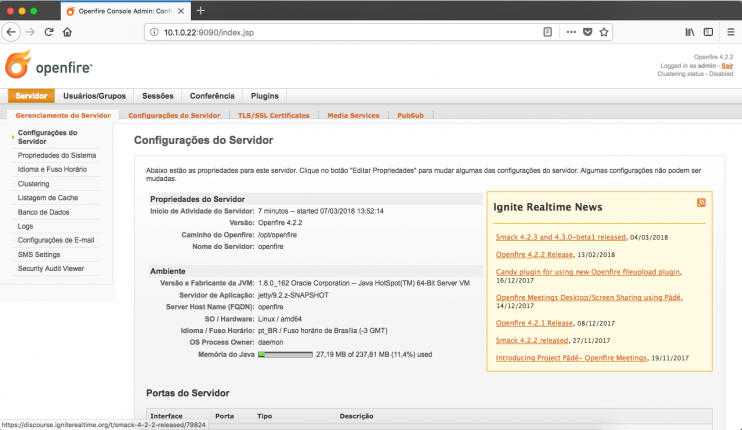 Openfire Console Admin: Confi
10.1.0.22:9090/index.jsp
openfire™
Openfire 4.2.2
Logged in as admin - Sair
Clustering status - Disabled
Servidor Usuários/Grupos Sessões Conferência Plugins
Gerenciamento do Servidor Configurações do Servidor TLS/SSL Certificates Media Services PubSub
Configurações do
Servidor
Propriedades do Sistema
Idioma e Fuso Horário
Clustering
Listagem de Cache
Banco de Dados
Logs
Configurações de E-mail
SMS Settings
Security Audit Viewer
Configurações do Servidor
Abaixo estão as propriedades para este servidor. Clique no botão "Editar Propriedades" para mudar algumas das configurações do servidor. Algumas configurações não podem ser
mudadas.
Propriedades do Servidor
Início de Atividade do Servidor: 7 minutos -- started 07/03/2018 13:52:14
Versão: Openfire 4.2.2
Caminho do Openfire: /opt/openfire
Nome do Servidor: openfire
Ambiente
Versão e Fabricante da JVM: 1.8.0_162 Oracle Corporation -- Java HotSpot(TM) 64-Bit Server VM
Servidor de Aplicação: jetty/9.2.z-SNAPSHOT
Server Host Name (FQDN): openfire
SO / Hardware: Linux / amd64
Idioma / Fuso Horário: pt_BR / Fuso horário de Brasília (-3 GMT)
OS Process Owner: daemon
Memória do Java 27,19 MB of 237,81 MB (11,4%) used
Ignite Realtime News
Smack 4.2.3 and 4.3.0-beta1 released, 04/03/2018
Openfire 4.2.2 Release, 13/02/2018
Candy plugin for using new Openfire fileupload plugin,
16/12/2017
Openfire Meetings Desktop/Screen Sharing using Pàdé,
14/12/2017
Openfire 4.2.1 Release, 08/12/2017
Smack 4.2.2 released, 27/11/2017
Introducing Project Pàdé- Openfire Meetings, 19/11/2017
Portas do Servidor
Interface Porta Tipo Descrição
https://discourse.igniterealtime.org/t/smack-4-2-2-released/79824